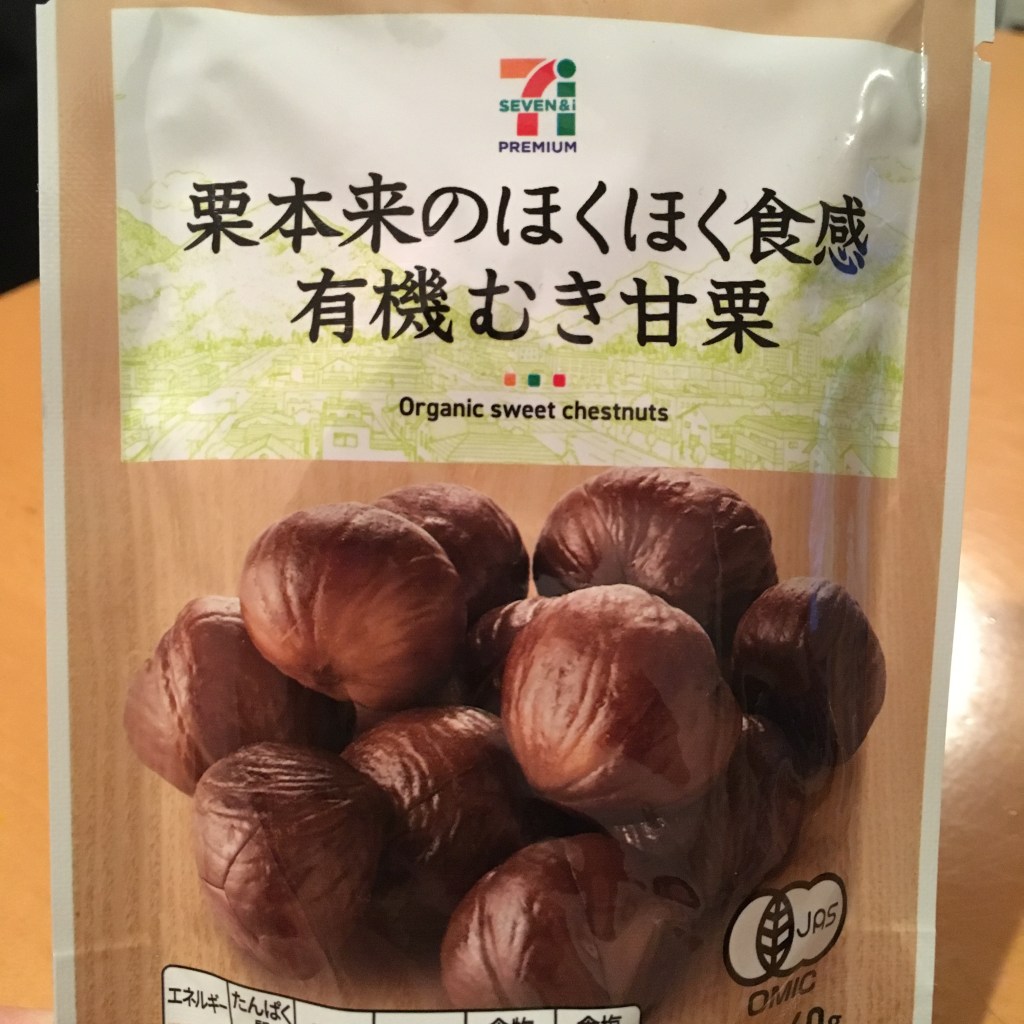 SEVEN&i
PREMIUM
栗本来のほくほく食感
有機むき甘栗
Organic sweet chestnuts
JAS
OMIC
エネルギー たんぱく